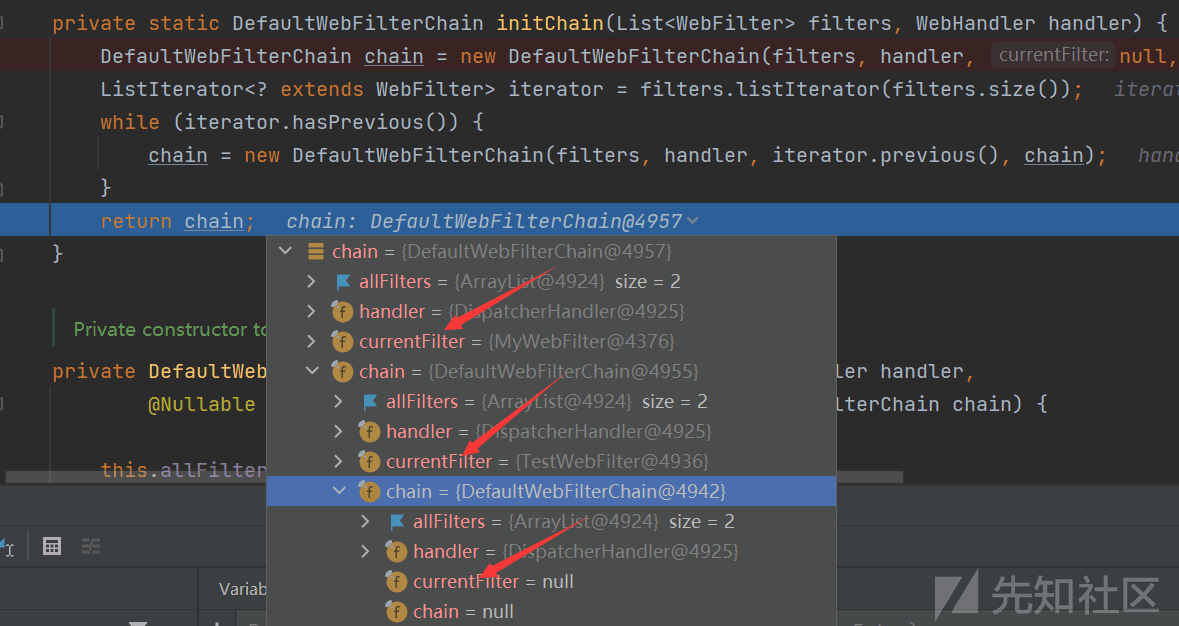 private static DefaultWebFilterChain initChain(List<WebFilter> filters, WebHandler handler) {
DefaultWebFilterChain chain = new DefaultWebFilterChain(filters, handler, currentFilter: null,
ListIterator<? extends WebFilter> iterator = filters.listIterator(filters.size());
while (iterator.hasPrevious()) {
chain = new DefaultWebFilterChain(filters, handler, iterator.previous(), chain);
}
return chain; chain: DefaultWebFilterChain@4957
}
chain = {DefaultWebFilterChain@4957}
allFilters = {ArrayList@4924} size = 2
handler = {DispatcherHandler@4925}
Private constructor to
currentFilter = {MyWebFilter@4376}
private DefaultWeb
chain = {DefaultWebFilterChain@4955}
ler handler,
@Nullable
allFilters = {ArrayList@4924} size = 2
lterChain chain) {
handler = {DispatcherHandler@4925}
this.allFilter
currentFilter = {TestWebFilter@4936}
chain = {DefaultWebFilterChain@4942}
allFilters = {ArrayList@4924} size = 2
handler = {DispatcherHandler@4925}
Variab
currentFilter = null
chain = null
先知社区